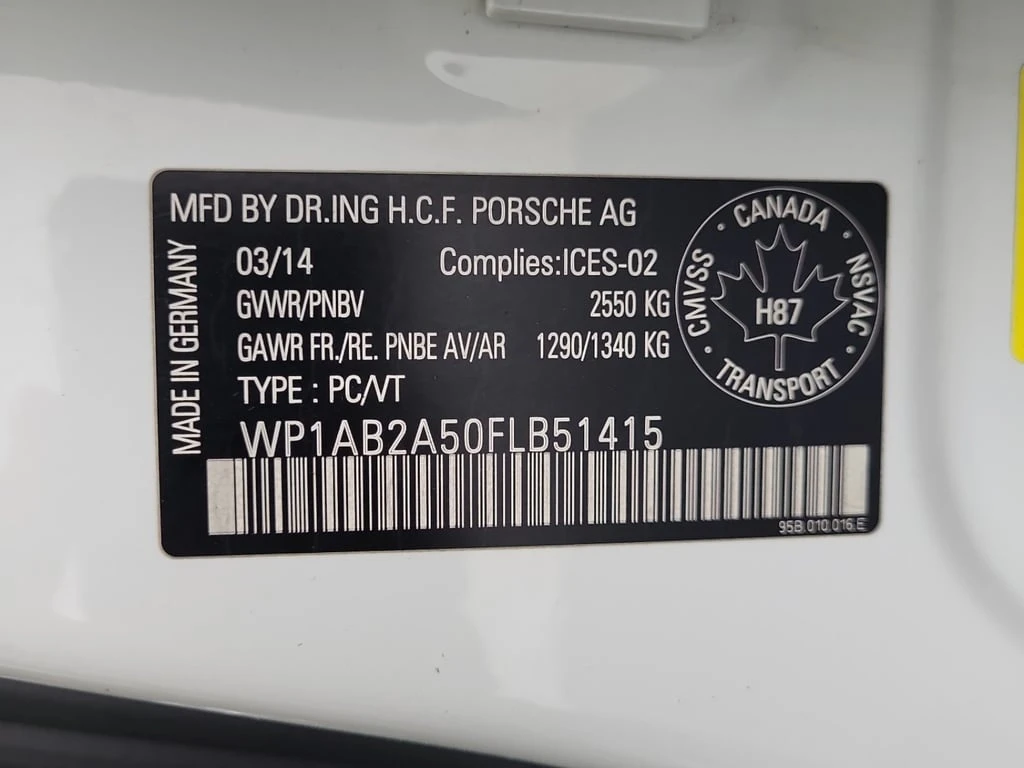 MFD BY DR.ING H.C.F. PORSCHE AG
MADE IN GERMANY
03/14 Complies:ICES-02
GVWR/PNBV 2550 KG
GAWR FR./RE. PNBE AV/AR 1290/1340 KG
TYPE : PC/VT
WP1AB2A50FLB51415
95B.010.016.E
CANADA
CMVSS
NSVAC
H87
TRANSPORT